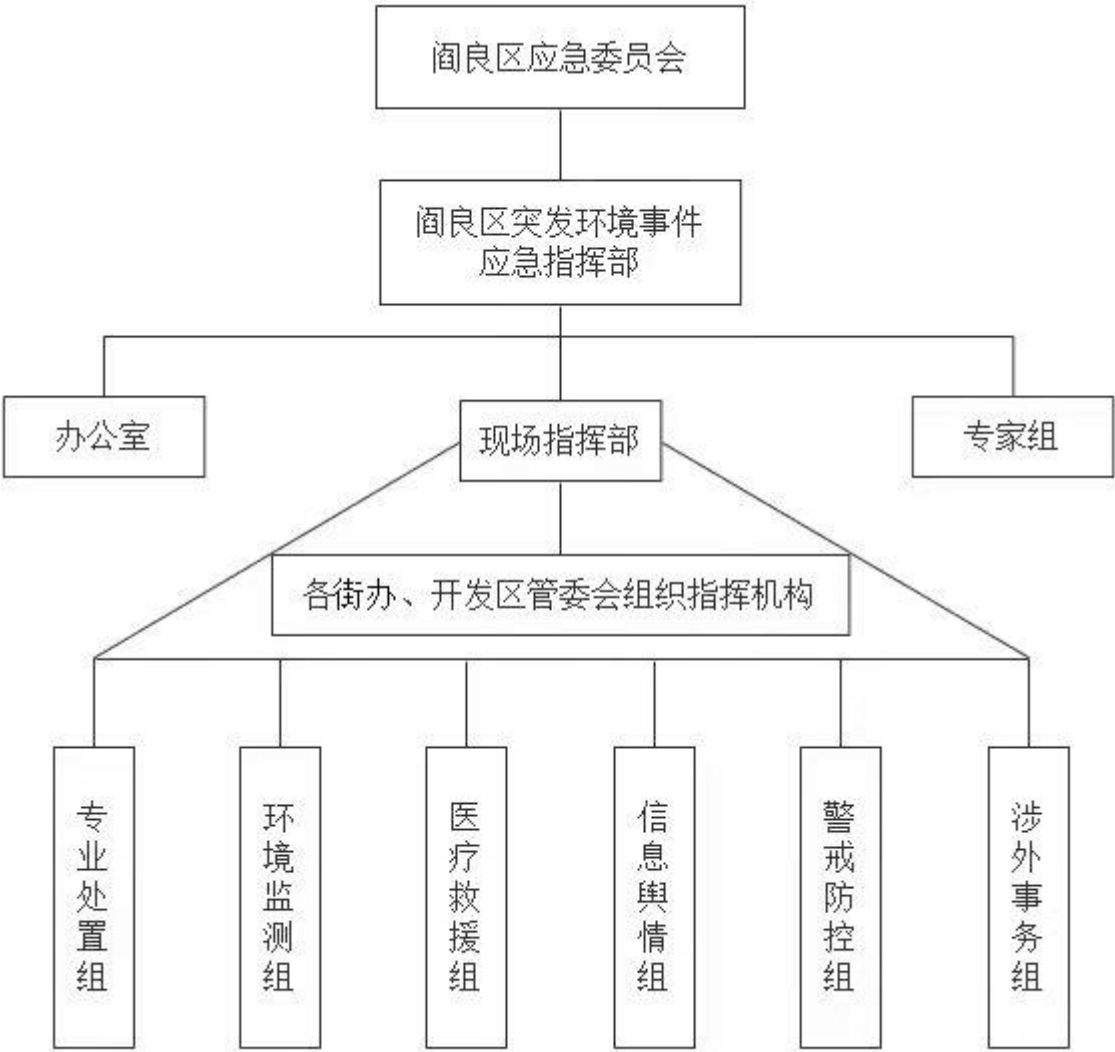 阎良区应急委员会
阎良区突发环境事件
应急指挥部
办公室
现场指挥部
专家组
各街办、开发区管委会组织指挥机构
专业处置组
环境监测组
医疗救援组
信息舆情组
警戒防控组
涉外事务组